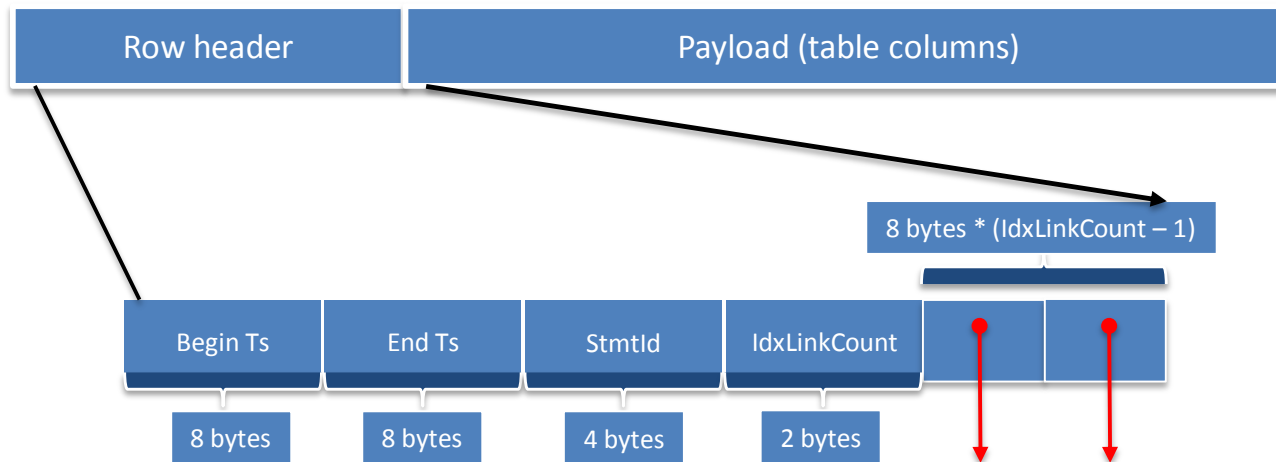 Row header
Payload (table columns)
8 bytes * (IdxLinkCount – 1)
Begin Ts
End Ts
StmtId
IdxLinkCount
8 bytes
8 bytes
4 bytes
2 bytes